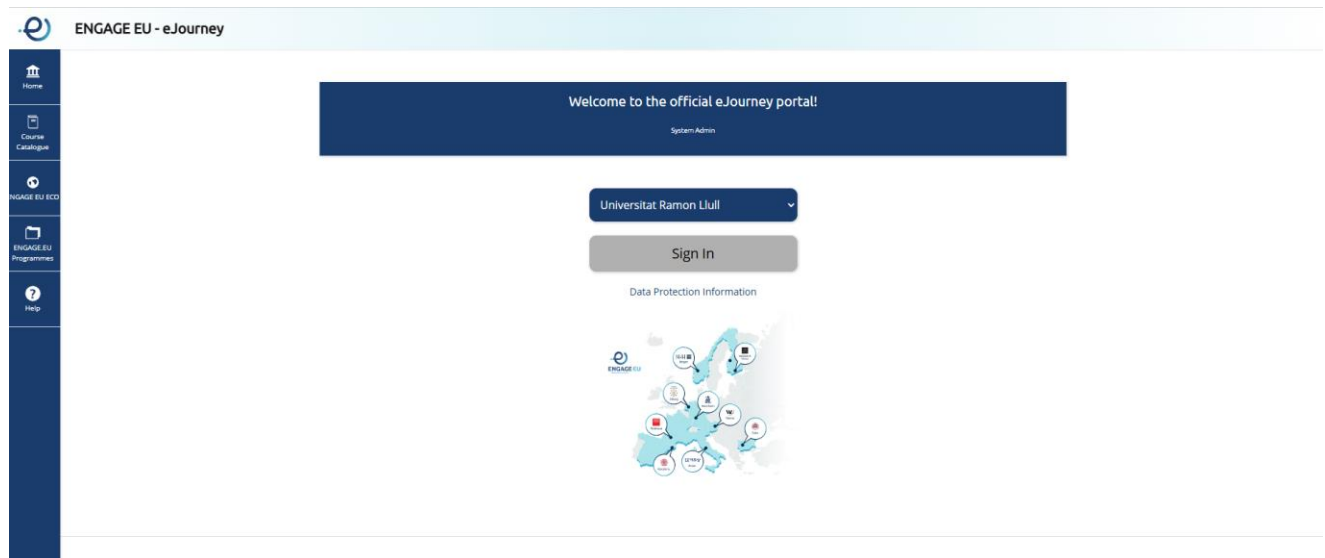 ENGAGE EU - eJourney
Home
Course
Catalogue
NGAGE EU ECO
ENGAGE.EU
Programmes
Help
Welcome to the official eJourney portal!
System Admin
Universitat Ramon Llull
Sign In
Data Protection Information
ENGAGE EU